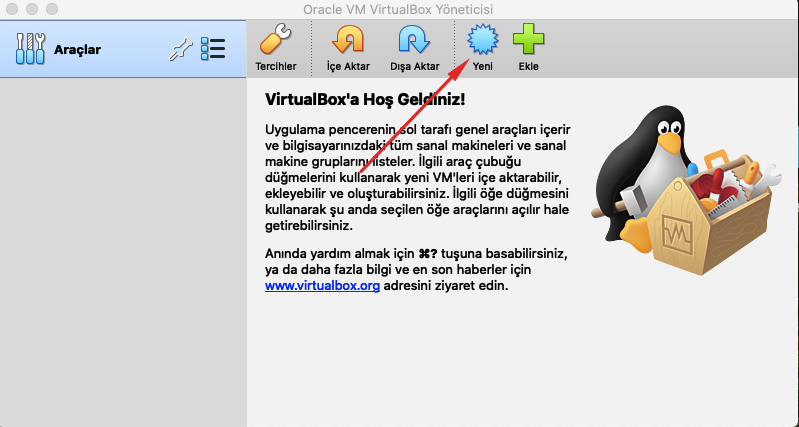 Oracle VM VirtualBox Yöneticisi
Araçlar
Tercihler
İçe Aktar
Dışa Aktar
Yeni
Ekle
VirtualBox'a Hoş Geldiniz!
Uygulama pencerenin sol tarafı genel araçları içerir
ve bilgisayarınızdaki tüm sanal makineleri ve sanal
makine gruplarını listeler. İlgili araç çubuğu
düğmelerini kullanarak yeni VM'leri içe aktarabilir,
ekleyebilir ve oluşturabilirsiniz. İlgili öğe düğmesini
kullanarak şu anda seçilen öğe araçlarını açılır hale
getirebilirsiniz.
Anında yardım almak için ⌘? tuşuna basabilirsiniz,
ya da daha fazla bilgi ve en son haberler için
www.virtualbox.org adresini ziyaret edin.